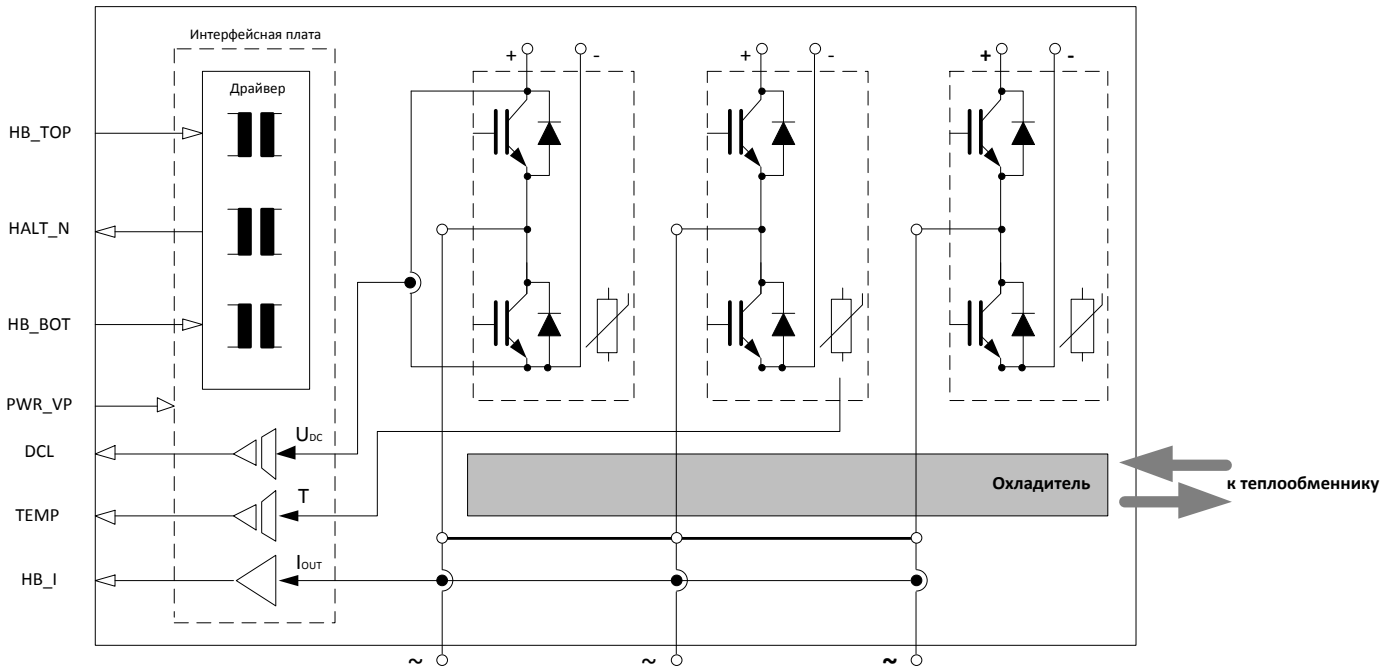 Интерфейсная плата
Драйвер
+ -
+ -
+ -
HB_TOP
HALT_N
HB_BOT
PWR_VP
DCL
UDC
TEMP
T
HB_I
IOUT
Охладитель
к теплообменнику
~ ~ ~